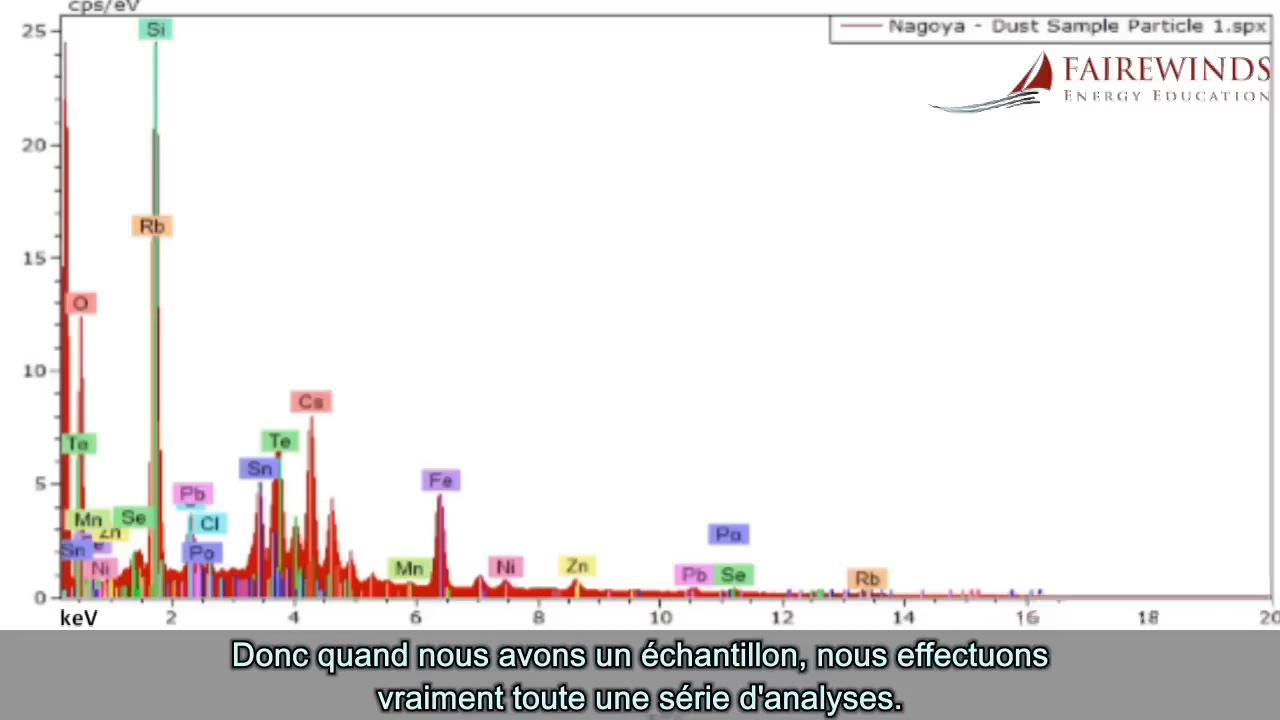 cps/eV
Nagoya - Dust Sample Particle 1.spx
FAIREWINDS
ENERGY EDUCATION
25
Si
20
Rb
15
O
10
Cs
Te
Te
Sn
Fe
5
Pb
Mn
Se
Cl
Zn
Po
Sn
Po
Ni
Mn
Ni
Zn
Pb
Se
Rb
0
keV
2
4
6
8
10
12
14
16
18
20
Donc quand nous avons un échantillon, nous effectuons
vraiment toute une série d'analyses.